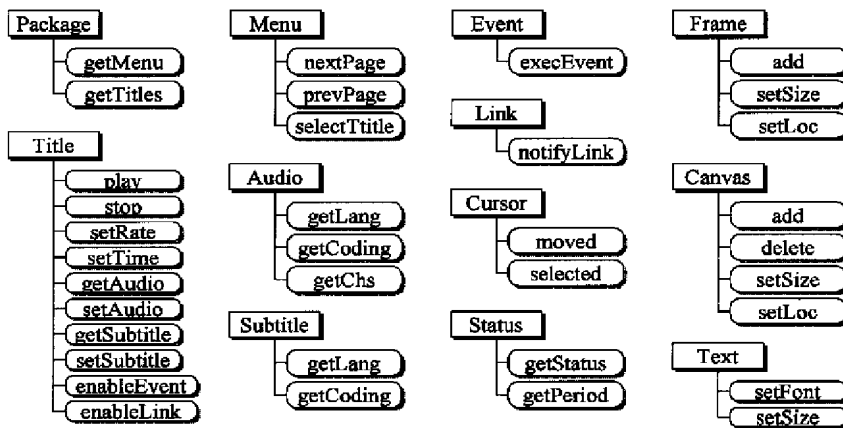 Package
getMenu
getTitles
Title
play
stop
setRate
setTime
getAudio
setAudio
getSubtitle
setSubtitle
enableEvent
enableLink
Menu
nextPage
prevPage
selectTtitle
Audio
getLang
getCoding
getChs
Subtitle
getLang
getCoding
Event
execEvent
Link
notifyLink
Cursor
moved
selected
Status
getStatus
getPeriod
Frame
add
setSize
setLoc
Canvas
add
delete
setSize
setLoc
Text
setFont
setSize